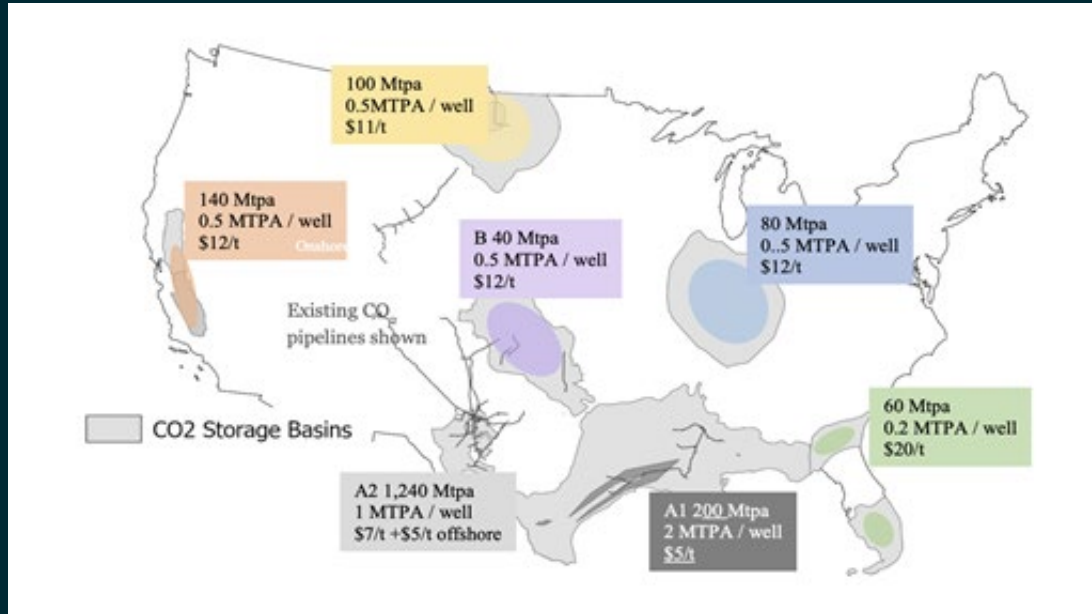 100 Mtpa
0.5MTPA / well
$11/t
140 Mtpa
0.5 MTPA / well
$12/t
Onshore
B 40 Mtpa
0.5 MTPA / well
$12/t
80 Mtpa
0..5 MTPA / well
$12/t
Existing CO
pipelines shown
CO2 Storage Basins
60 Mtpa
0.2 MTPA / well
$20/t
A2 1,240 Mtpa
1 MTPA / well
$7/t +$5/t offshore
A1 200 Mtpa
2 MTPA / well
$5/t